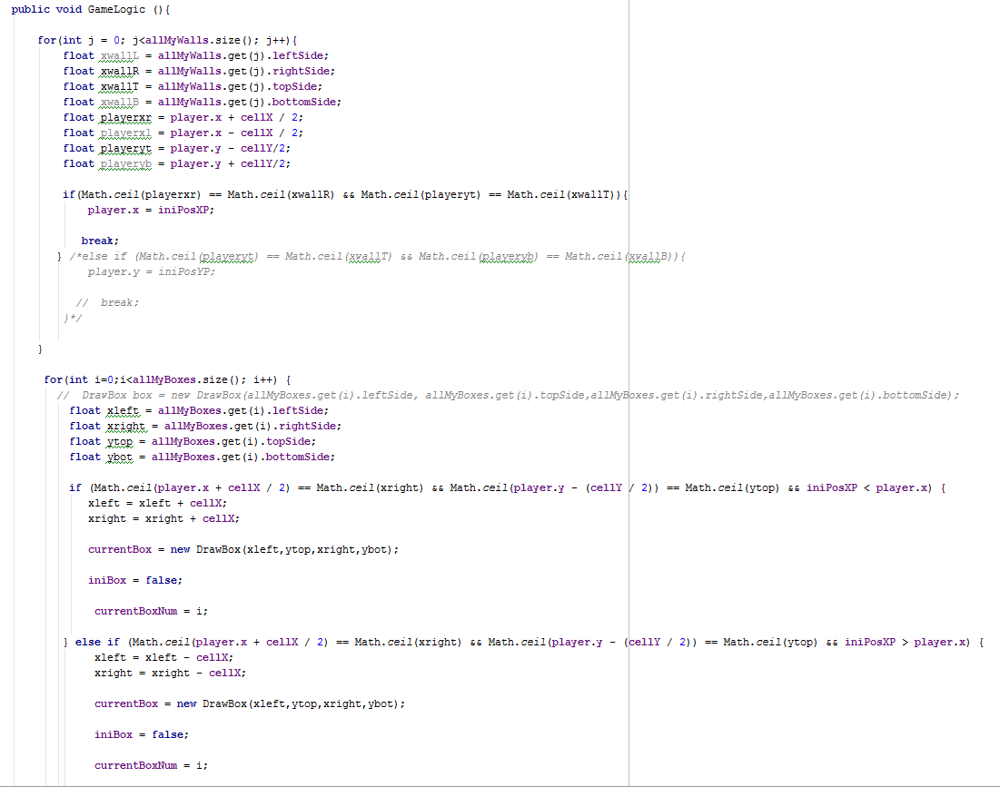 public void GameLogic (){
for(int j = 0; j<allMyWalls.size(); j++){
float xwallL = allMyWalls.get(j).leftSide;
float xwallR = allMyWalls.get(j).rightSide;
float xwallT = allMyWalls.get(j).topSide;
float xwallB = allMyWalls.get(j).bottomSide;
float playerxr = player.x + cellX / 2;
float playerxl = player.x - cellX / 2;
float playeryt = player.y - cellY/2;
float playeryb = player.y + cellY/2;
if(Math.ceil(playerxr) == Math.ceil(xwallR) && Math.ceil(playeryt) == Math.ceil(xwallT)){
player.x = iniPosXP;
break;
} /*else if (Math.ceil(playeryt) == Math.ceil(xwallT) && Math.ceil(playeryb) == Math.ceil(xwallB)){
player.y = iniPosYP;
// break;
}*/
}
for(int i=0;i<allMyBoxes.size(); i++) {
// DrawBox box = new DrawBox(allMyBoxes.get(i).leftSide, allMyBoxes.get(i).topSide,allMyBoxes.get(i).rightSide,allMyBoxes.get(i).bottomSide);
float xleft = allMyBoxes.get(i).leftSide;
float xright = allMyBoxes.get(i).rightSide;
float ytop = allMyBoxes.get(i).topSide;
float ybot = allMyBoxes.get(i).bottomSide;
if (Math.ceil(player.x + cellX / 2) == Math.ceil(xright) && Math.ceil(player.y - (cellY / 2)) == Math.ceil(ytop) && iniPosXP < player.x) {
xleft = xleft + cellX;
xright = xright + cellX;
currentBox = new DrawBox(xleft,ytop,xright,ybot);
iniBox = false;
currentBoxNum = i;
} else if (Math.ceil(player.x + cellX / 2) == Math.ceil(xright) && Math.ceil(player.y - (cellY / 2)) == Math.ceil(ytop) && iniPosXP > player.x) {
xleft = xleft - cellX;
xright = xright - cellX;
currentBox = new DrawBox(xleft,ytop,xright,ybot);
iniBox = false;
currentBoxNum = i;